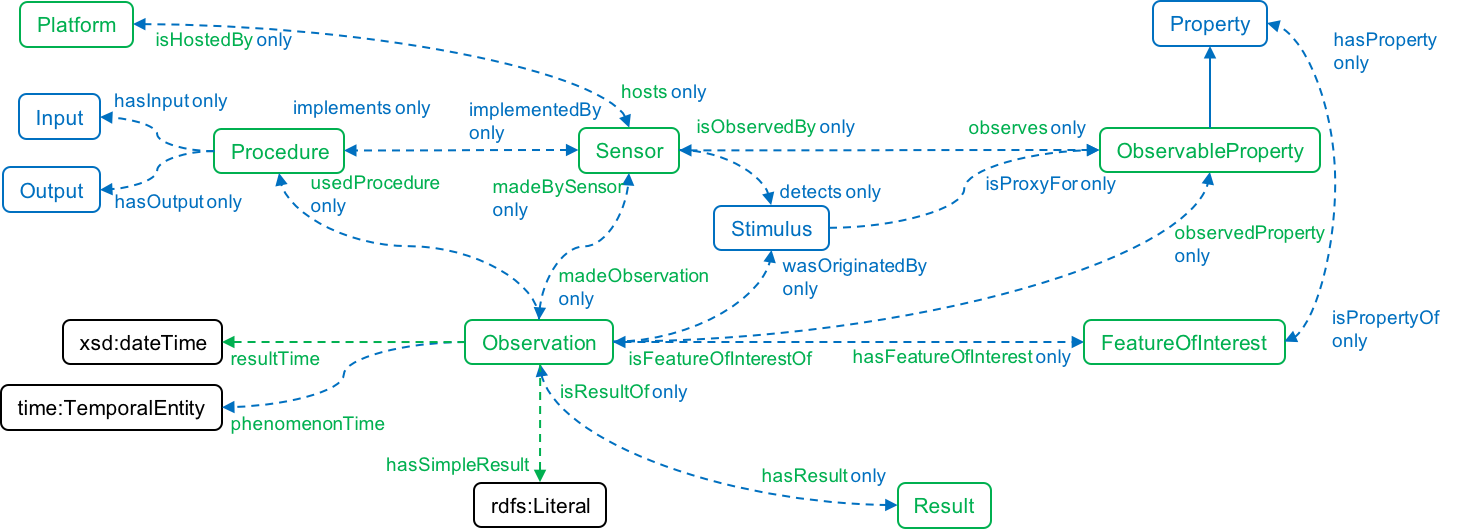 Platform
isHostedBy only
Property
hasProperty
only
Input
hasInput only
implements only
implementedBy
only
hosts only
isObservedBy only
observes only
Procedure
Sensor
ObservableProperty
Output
hasOutput only
usedProcedure
only
madeBySensor
only
detects only
isProxyFor only
Stimulus
observedProperty
only
wasOriginatedBy
only
madeObservation
only
isPropertyOf
only
xsd:dateTime
resultTime
Observation
isFeatureOfInterestOf
hasFeatureOfInterest only
FeatureOfInterest
isResultOf only
time:TemporalEntity
phenomenonTime
hasSimpleResult
hasResult only
rdfs:Literal
Result